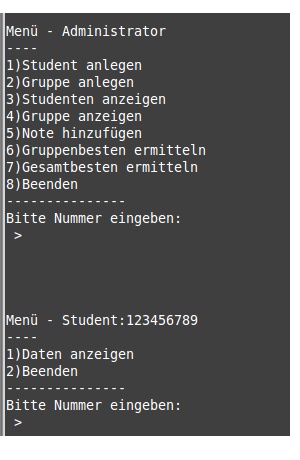 Menü - Administrator
----
1)Student anlegen
2)Gruppe anlegen
3)Studenten anzeigen
4)Gruppe anzeigen
5)Note hinzufügen
6)Gruppenbesten ermitteln
7)Gesamtbesten ermitteln
8)Beenden
---------------
Bitte Nummer eingeben:
>
Menü - Student:123456789
----
1)Daten anzeigen
2)Beenden
---------------
Bitte Nummer eingeben:
>